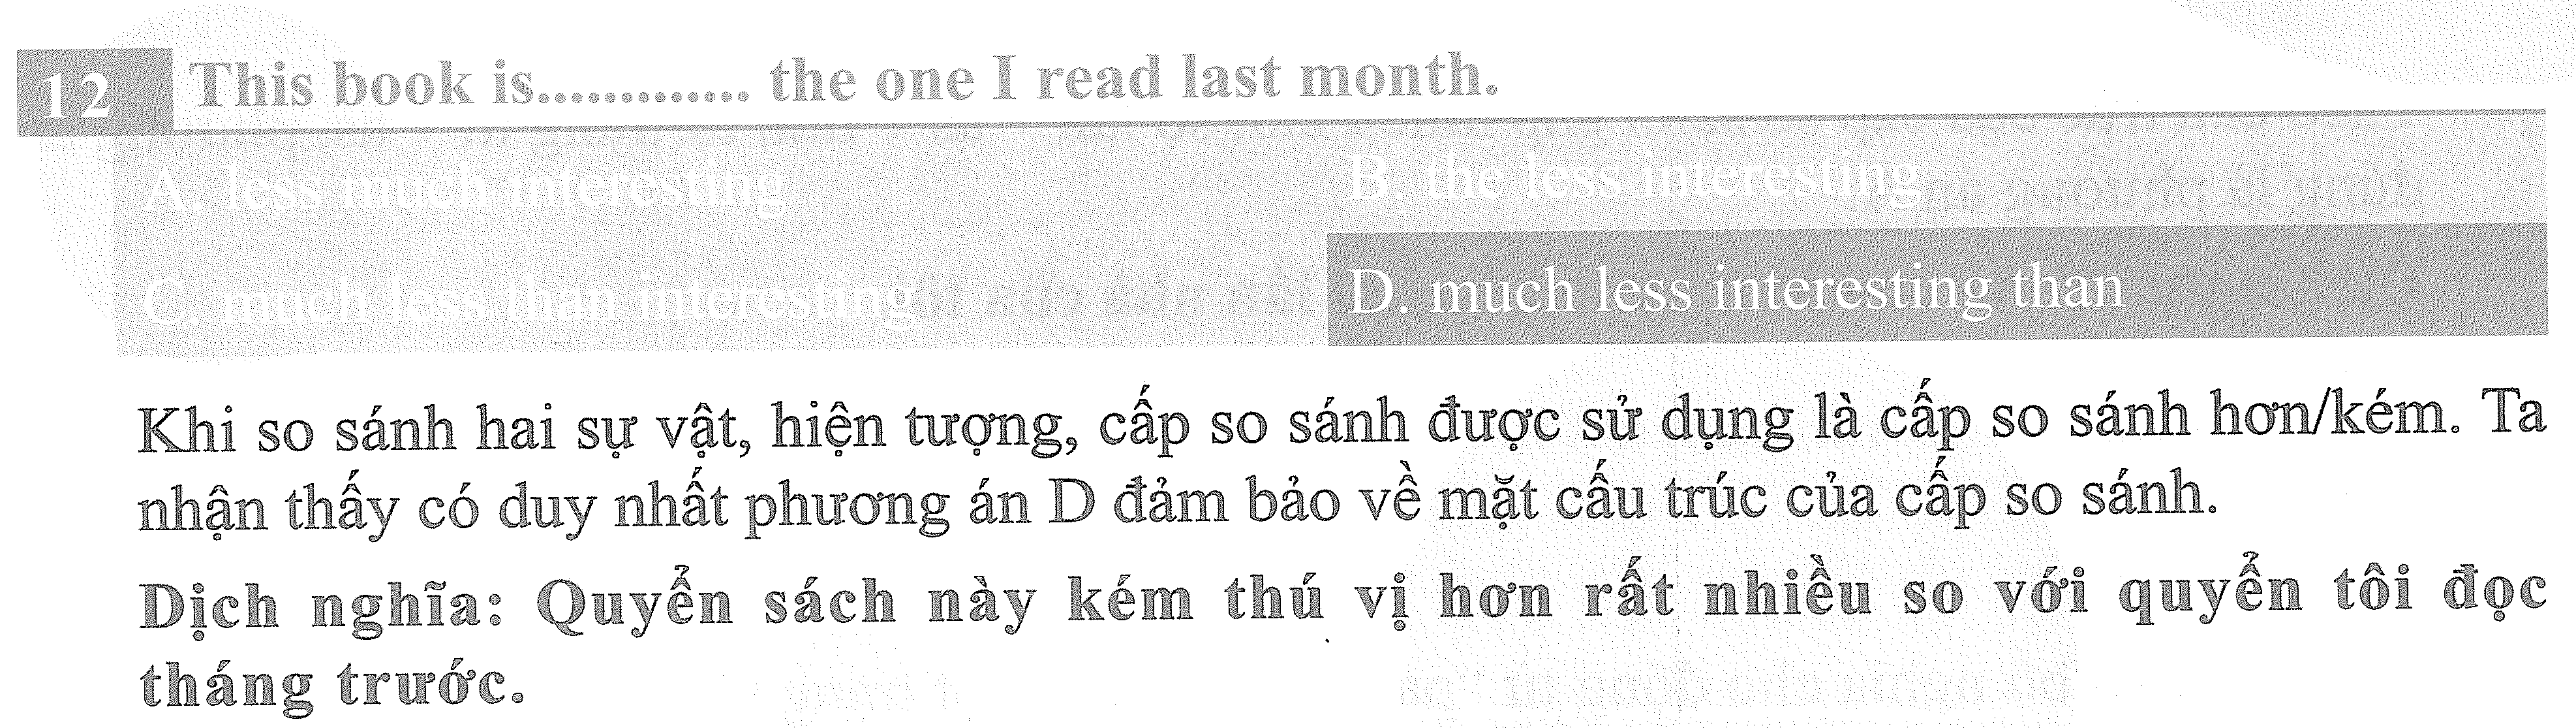 12 This book is............. the one I read last month.
A. less much interesting B. the less interesting
C. much less than interesting D. much less interesting than
Khi so sánh hai sự vật, hiện tượng, cấp so sánh được sử dụng là cấp so sánh hơn/kém. Ta
nhận thấy có duy nhất phương án D đảm bảo về mặt cấu trúc của cấp so sánh.
Dịch nghĩa: Quyển sách này kém thú vị hơn rất nhiều so với quyển tôi đọc
tháng trước.